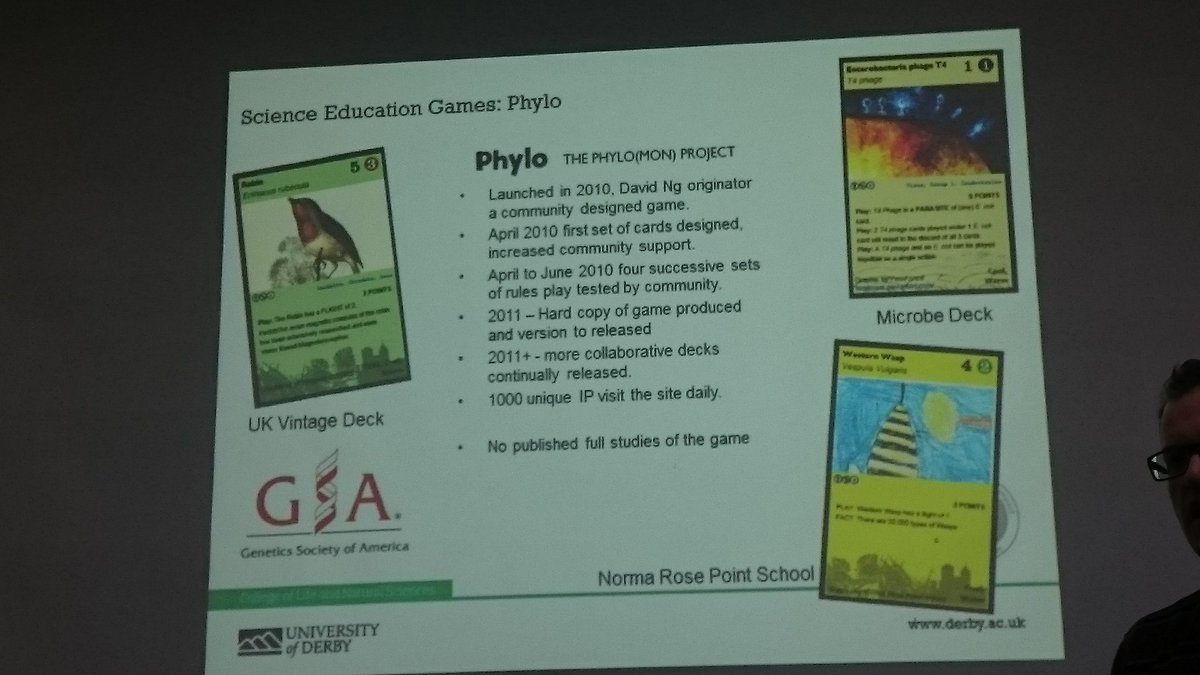 Science Education Games: Phylo
Robin
Erithacus rubecula
5 3
2 POINTS
Play: The Robin has a FLIGHT of 2.
UK Vintage Deck
GSA
Genetics Society of America
Phylo THE PHYLO(MON) PROJECT
• Launched in 2010, David Ng originator
a community designed game.
• April 2010 first set of cards designed,
increased community support.
• April to June 2010 four successive sets
of rules play tested by community.
• 2011 – Hard copy of game produced
and version to released
• 2011+ - more collaborative decks
continually released.
• 1000 unique IP visit the site daily.
• No published full studies of the game
Enterobacteria phage T4
T4 phage
1 1
POINTS
Play: T4 Phage is a PARASITE of (any) E. coli
card.
Microbe Deck
Western Wasp
Vespula Vulgaris
4 2
2 POINTS
PLAY: Western Wasp has a flight of 1
FACT: There are 30,000 types of Wasps
Norma Rose Point School
College of Life and Natural Sciences
UNIVERSITY
of DERBY
www.derby.ac.uk